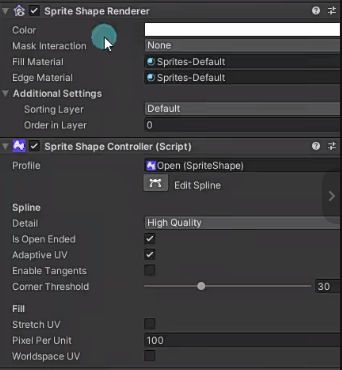 Sprite Shape Renderer
Color
Mask Interaction None
Fill Material Sprites-Default
Edge Material Sprites-Default
Additional Settings
Sorting Layer Default
Order in Layer 0
Sprite Shape Controller (Script)
Profile Open (SpriteShape)
Edit Spline
Spline
Detail High Quality
Is Open Ended
Adaptive UV
Enable Tangents
Corner Threshold 30
Fill
Stretch UV
Pixel Per Unit 100
Worldspace UV